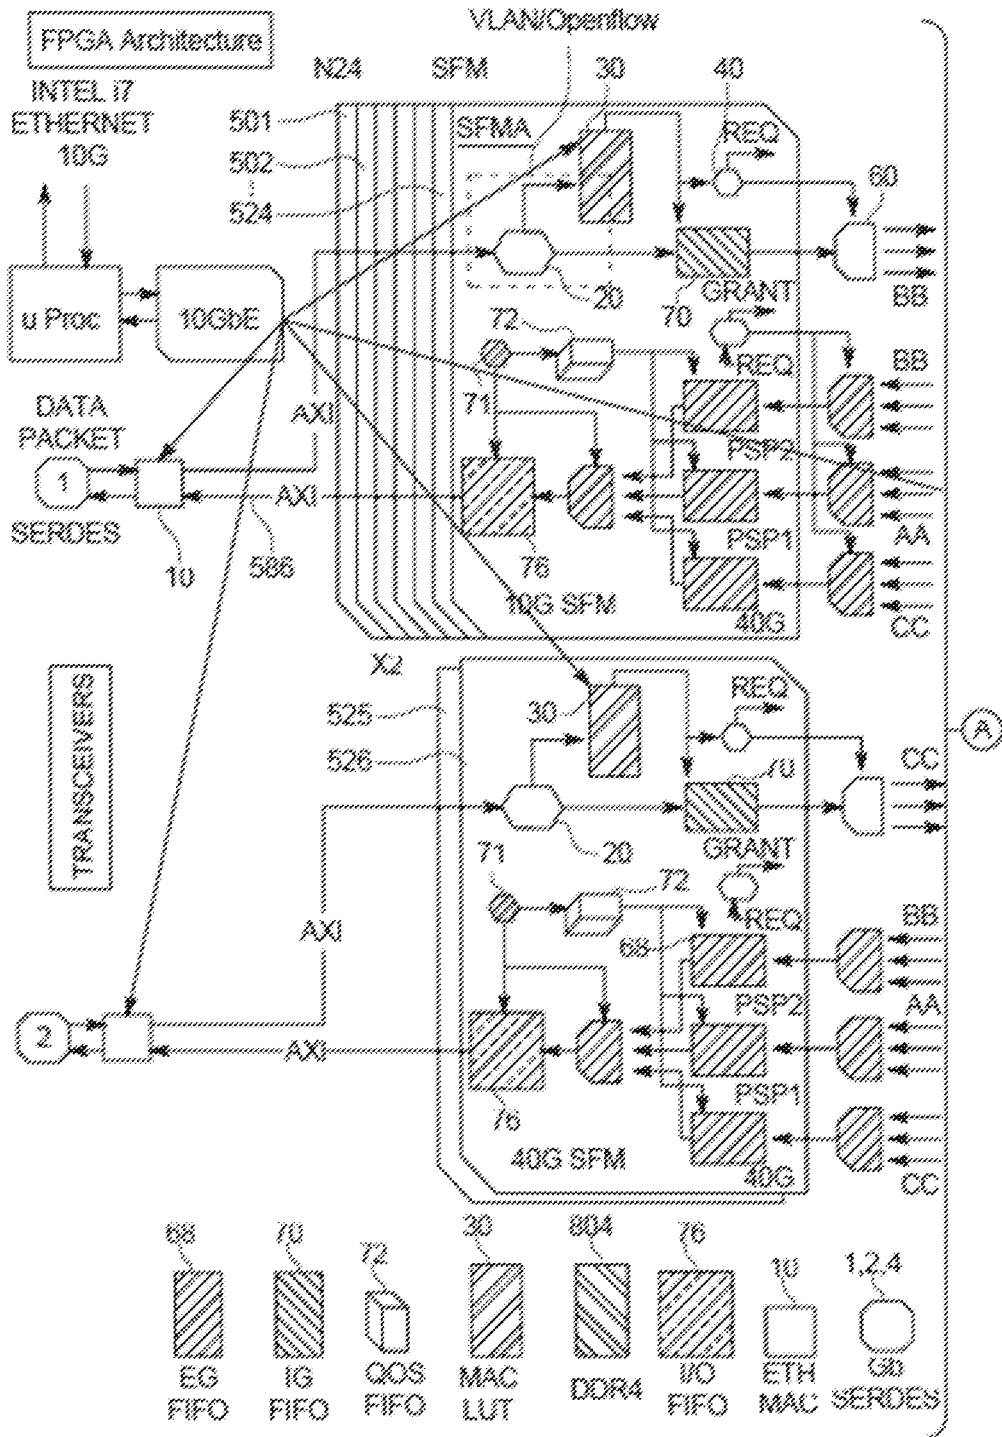 VLAN/Openflow
FPGA Architecture
N24
SFM
30
40
INTEL i7
ETHERNET
10G
501
502
524
SFMA
REQ
60
20
70
GRANT
BB
u Proc
10GbE
72
REQ
BB
71
AXI
PSP2
DATA
PACKET
1
SERDES
AXI
10
586
76
PSP1
AA
10G SFM
40G
CC
X2
TRANSCEIVERS
525
526
30
REQ
A
CC
70
20
GRANT
71
72
REQ
BB
68
AXI
PSP2
AA
2
AXI
76
PSP1
40G SFM
40G
CC
68
EG
FIFO
70
IG
FIFO
72
QOS
FIFO
30
MAC
LUT
804
DDR4
76
I/O
FIFO
10
ETH
MAC
1,2,4
Gb
SERDES